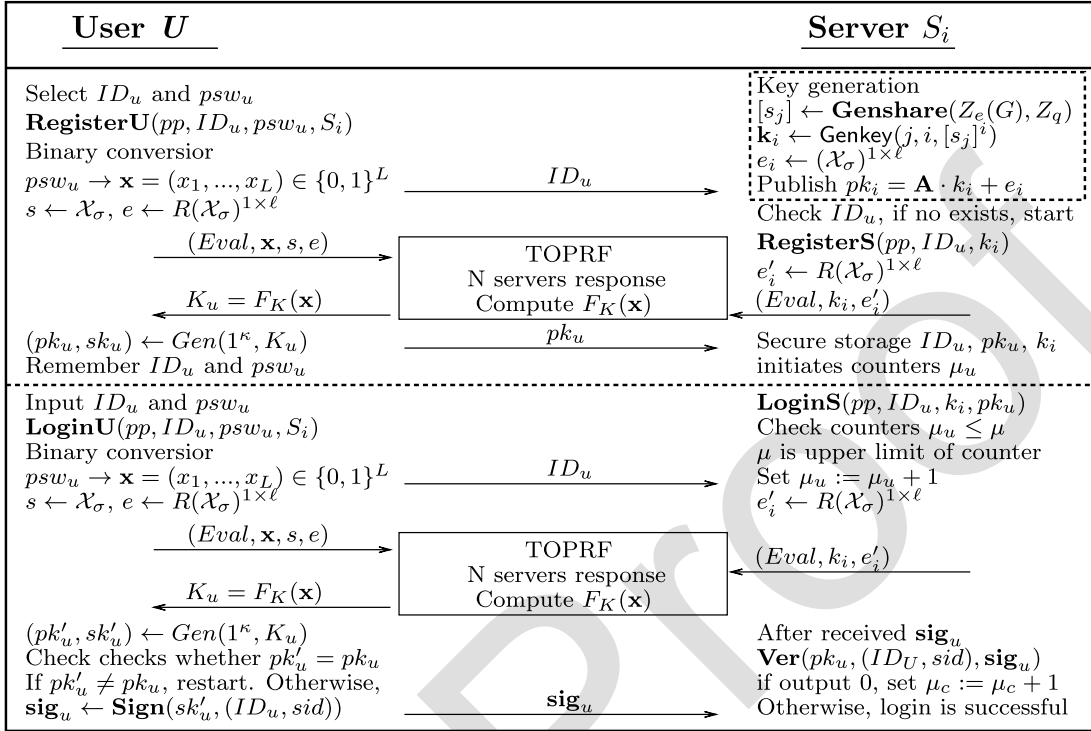 User U
Server S_i
Select ID_u and psw_u
RegisterU(pp, ID_u, psw_u, S_i)
Binary conversior
psw_u → x = (x_1, ..., x_L) ∈ {0, 1}^L
s ← 𝒳_σ, e ← R(𝒳_σ)^{1×ℓ}
ID_u
Key generation
[s_j] ← Genshare(Z_e(G), Z_q)
k_i ← Genkey(j, i, [s_j]^i)
e_i ← (𝒳_σ)^{1×ℓ}
Publish pk_i = A · k_i + e_i
Check ID_u, if no exists, start
RegisterS(pp, ID_u, k_i)
e'_i ← R(𝒳_σ)^{1×ℓ}
(Eval, x, s, e)
TOPRF
N servers response
Compute F_K(x)
(Eval, k_i, e'_i)
K_u = F_K(x)
(pk_u, sk_u) ← Gen(1^κ, K_u)
Remember ID_u and psw_u
pk_u
Secure storage ID_u, pk_u, k_i
initiates counters μ_u
Input ID_u and psw_u
LoginU(pp, ID_u, psw_u, S_i)
Binary conversior
psw_u → x = (x_1, ..., x_L) ∈ {0, 1}^L
s ← 𝒳_σ, e ← R(𝒳_σ)^{1×ℓ}
ID_u
LoginS(pp, ID_u, k_i, pk_u)
Check counters μ_u ≤ μ
μ is upper limit of counter
Set μ_u := μ_u + 1
e'_i ← R(𝒳_σ)^{1×ℓ}
(Eval, x, s, e)
TOPRF
N servers response
Compute F_K(x)
(Eval, k_i, e'_i)
K_u = F_K(x)
(pk'_u, sk'_u) ← Gen(1^κ, K_u)
Check checks whether pk'_u = pk_u
If pk'_u ≠ pk_u, restart. Otherwise,
sig_u ← Sign(sk'_u, (ID_u, sid))
sig_u
After received sig_u
Ver(pk_u, (ID_U, sid), sig_u)
if output 0, set μ_c := μ_c + 1
Otherwise, login is successful
Proof